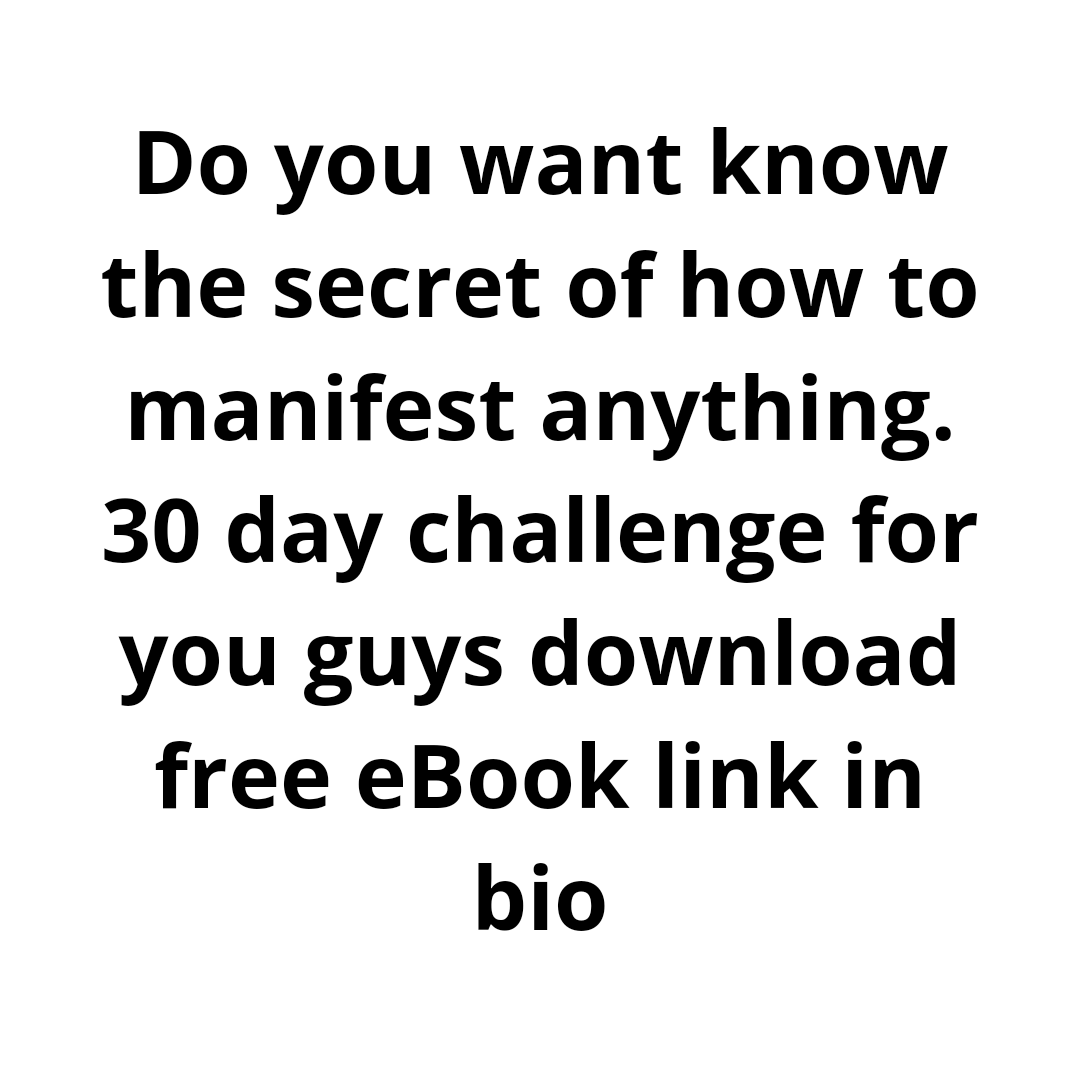 Do you want know
the secret of how to
manifest anything.
30 day challenge for
you guys download
free eBook link in
bio